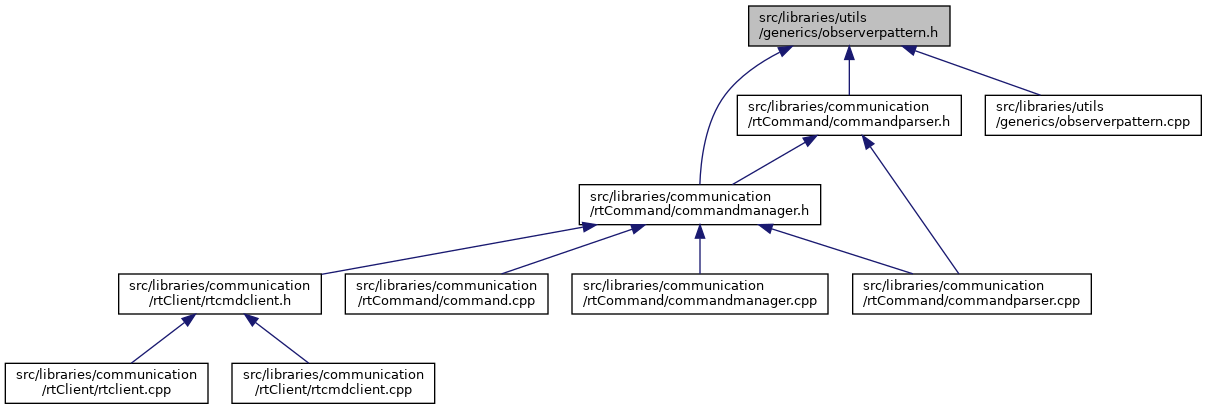 src/libraries/utils
/generics/observerpattern.h
src/libraries/communication
/rtCommand/commandparser.h
src/libraries/utils
/generics/observerpattern.cpp
src/libraries/communication
/rtCommand/commandmanager.h
src/libraries/communication
/rtClient/rtcmdclient.h
src/libraries/communication
/rtCommand/command.cpp
src/libraries/communication
/rtCommand/commandmanager.cpp
src/libraries/communication
/rtCommand/commandparser.cpp
src/libraries/communication
/rtClient/rtclient.cpp
src/libraries/communication
/rtClient/rtcmdclient.cpp